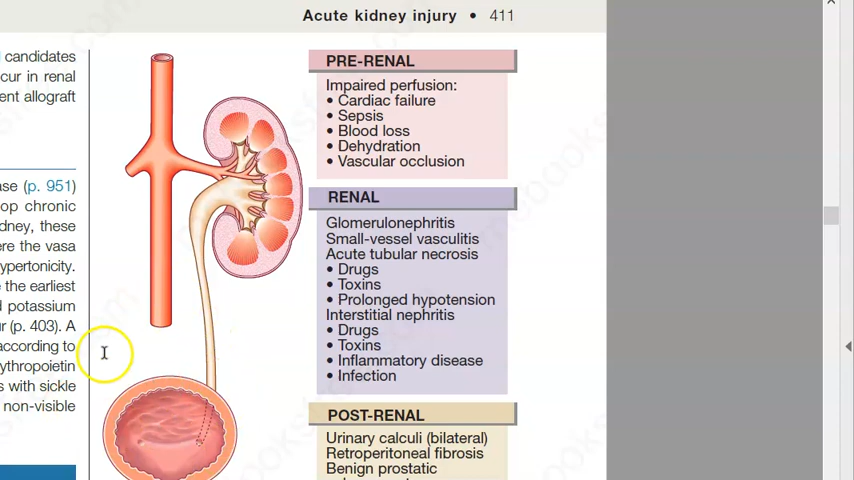 Acute kidney injury • 411
candidates
cur in renal
ent allograft
ase (p. 951)
op chronic
dney, these
ere the vasa
ypertonicity.
e the earliest
d potassium
ur (p. 403). A
according to
ythropoietin
s with sickle
non-visible
PRE-RENAL
Impaired perfusion:
• Cardiac failure
• Sepsis
• Blood loss
• Dehydration
• Vascular occlusion
RENAL
Glomerulonephritis
Small-vessel vasculitis
Acute tubular necrosis
• Drugs
• Toxins
• Prolonged hypotension
Interstitial nephritis
• Drugs
• Toxins
• Inflammatory disease
• Infection
POST-RENAL
Urinary calculi (bilateral)
Retroperitoneal fibrosis
Benign prostatic